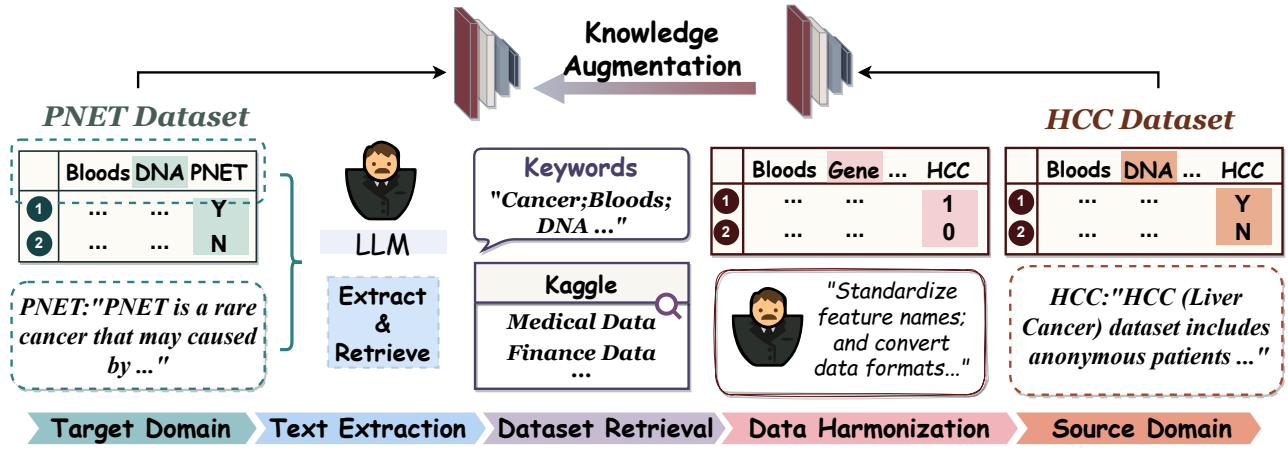 Knowledge
Augmentation
PNET Dataset
Bloods DNA PNET
1 ... ... Y
2 ... ... N
PNET:"PNET is a rare
cancer that may caused
by ..."
LLM
Extract
&
Retrieve
Keywords
"Cancer;Bloods;
DNA ..."
Kaggle
Medical Data
Finance Data
...
Bloods Gene ... HCC
1 ... ... 1
2 ... ... 0
"Standardize
feature names;
and convert
data formats..."
HCC Dataset
Bloods DNA ... HCC
1 ... ... Y
2 ... ... N
HCC:"HCC (Liver
Cancer) dataset includes
anonymous patients ..."
Target Domain
Text Extraction
Dataset Retrieval
Data Harmonization
Source Domain